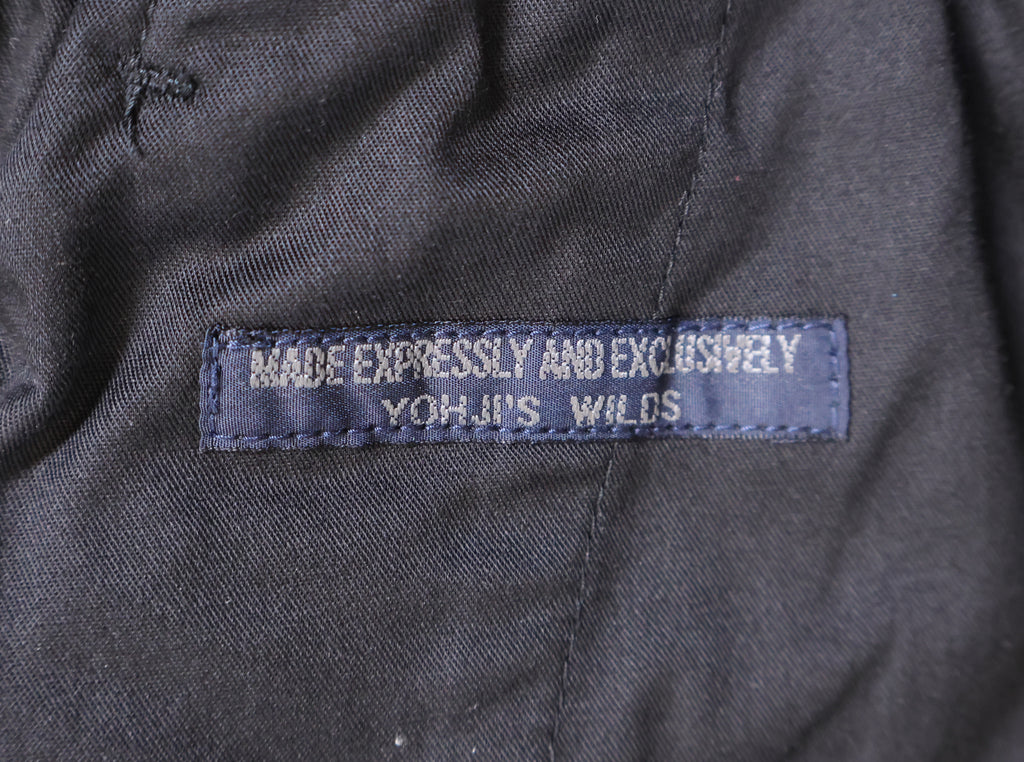 MADE EXPRESSLY AND EXCLUSIVELY
YOHJI'S WILDS